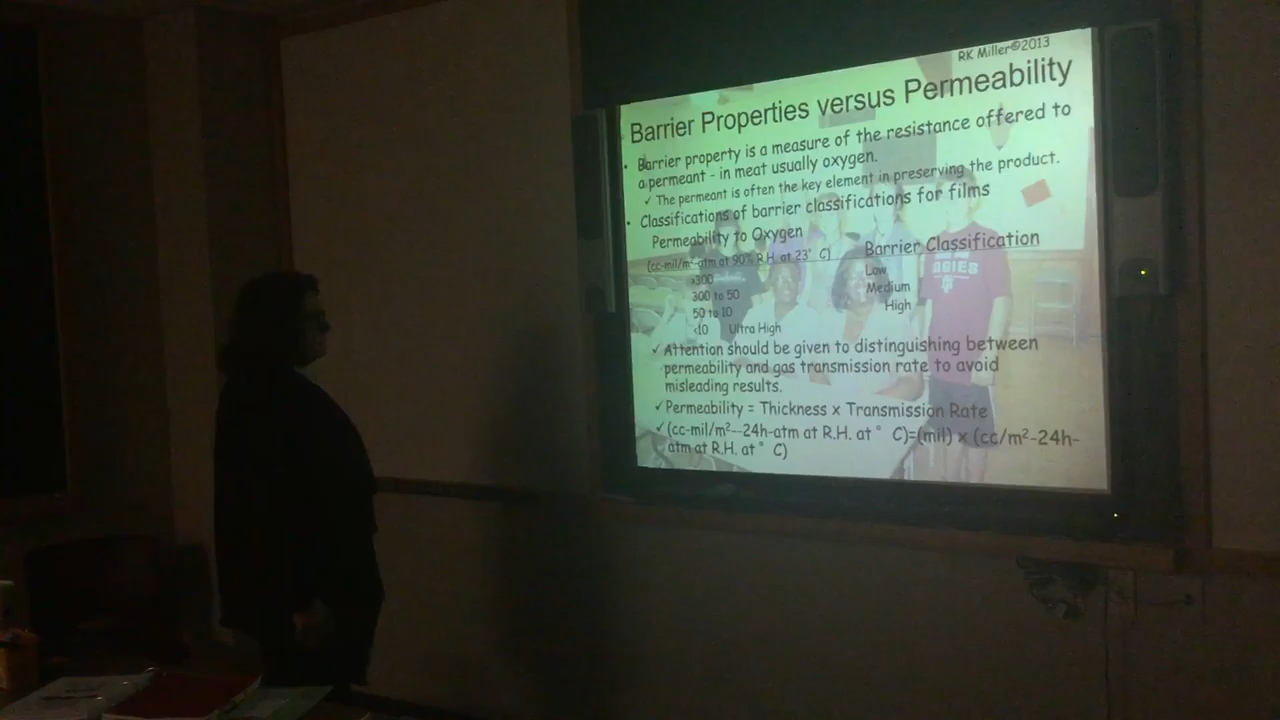 RK Miller©2013
Barrier Properties versus Permeability
• Barrier property is a measure of the resistance offered to
a permeant - in meat usually oxygen.
✓ The permeant is often the key element in preserving the product.
• Classifications of barrier classifications for films
Permeability to Oxygen
(cc-mil/m²-atm at 90% R.H. at 23° C) Barrier Classification
>300 Low
300 to 50 Medium
50 to 10 High
<10 Ultra High
✓ Attention should be given to distinguishing between
permeability and gas transmission rate to avoid
misleading results.
✓ Permeability = Thickness x Transmission Rate
✓ (cc-mil/m²--24h-atm at R.H. at ° C)=(mil) x (cc/m²-24h-
atm at R.H. at ° C)
AGGIES